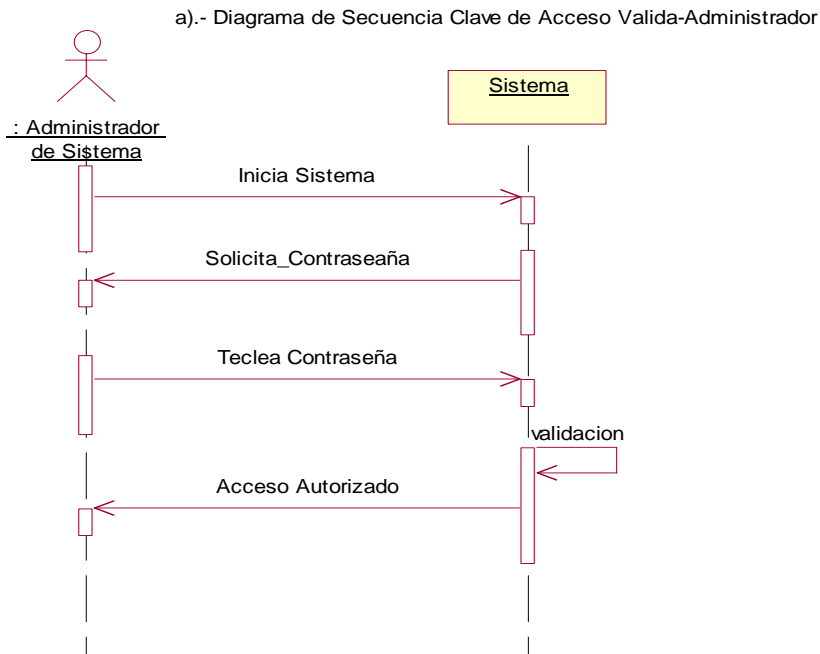 a).- Diagrama de Secuencia Clave de Acceso Valida-Administrador
Sistema
: Administrador
de Sistema
Inicia Sistema
Solicita_Contraseaña
Teclea Contraseña
validacion
Acceso Autorizado